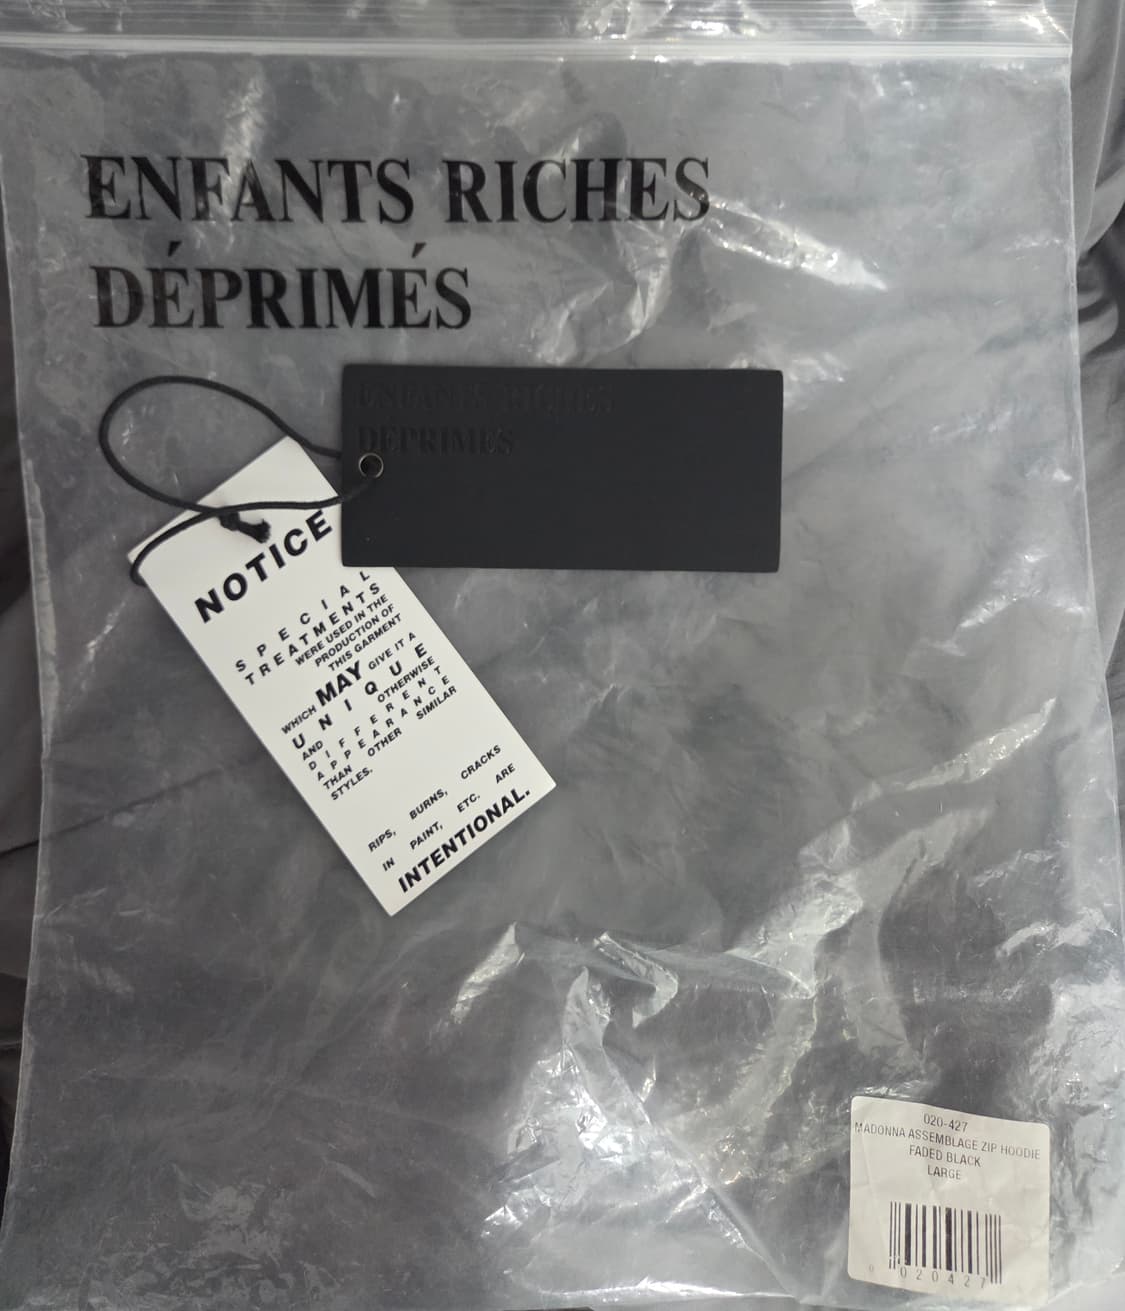 ENFANTS RICHES
DÉPRIMÉS
ENFANTS RICHES
DÉPRIMÉS
NOTICE
SPECIAL
TREATMENTS
WERE USED IN THE
PRODUCTION OF
THIS GARMENT
WHICH MAY GIVE IT A
UNIQUE
AND OTHERWISE
DIFFERENT
APPEARANCE
THAN OTHER SIMILAR
STYLES.
RIPS, BURNS, CRACKS
IN PAINT, ETC. ARE
INTENTIONAL.
020-427
MADONNA ASSEMBLAGE ZIP HOODIE
FADED BLACK
LARGE
0 020427